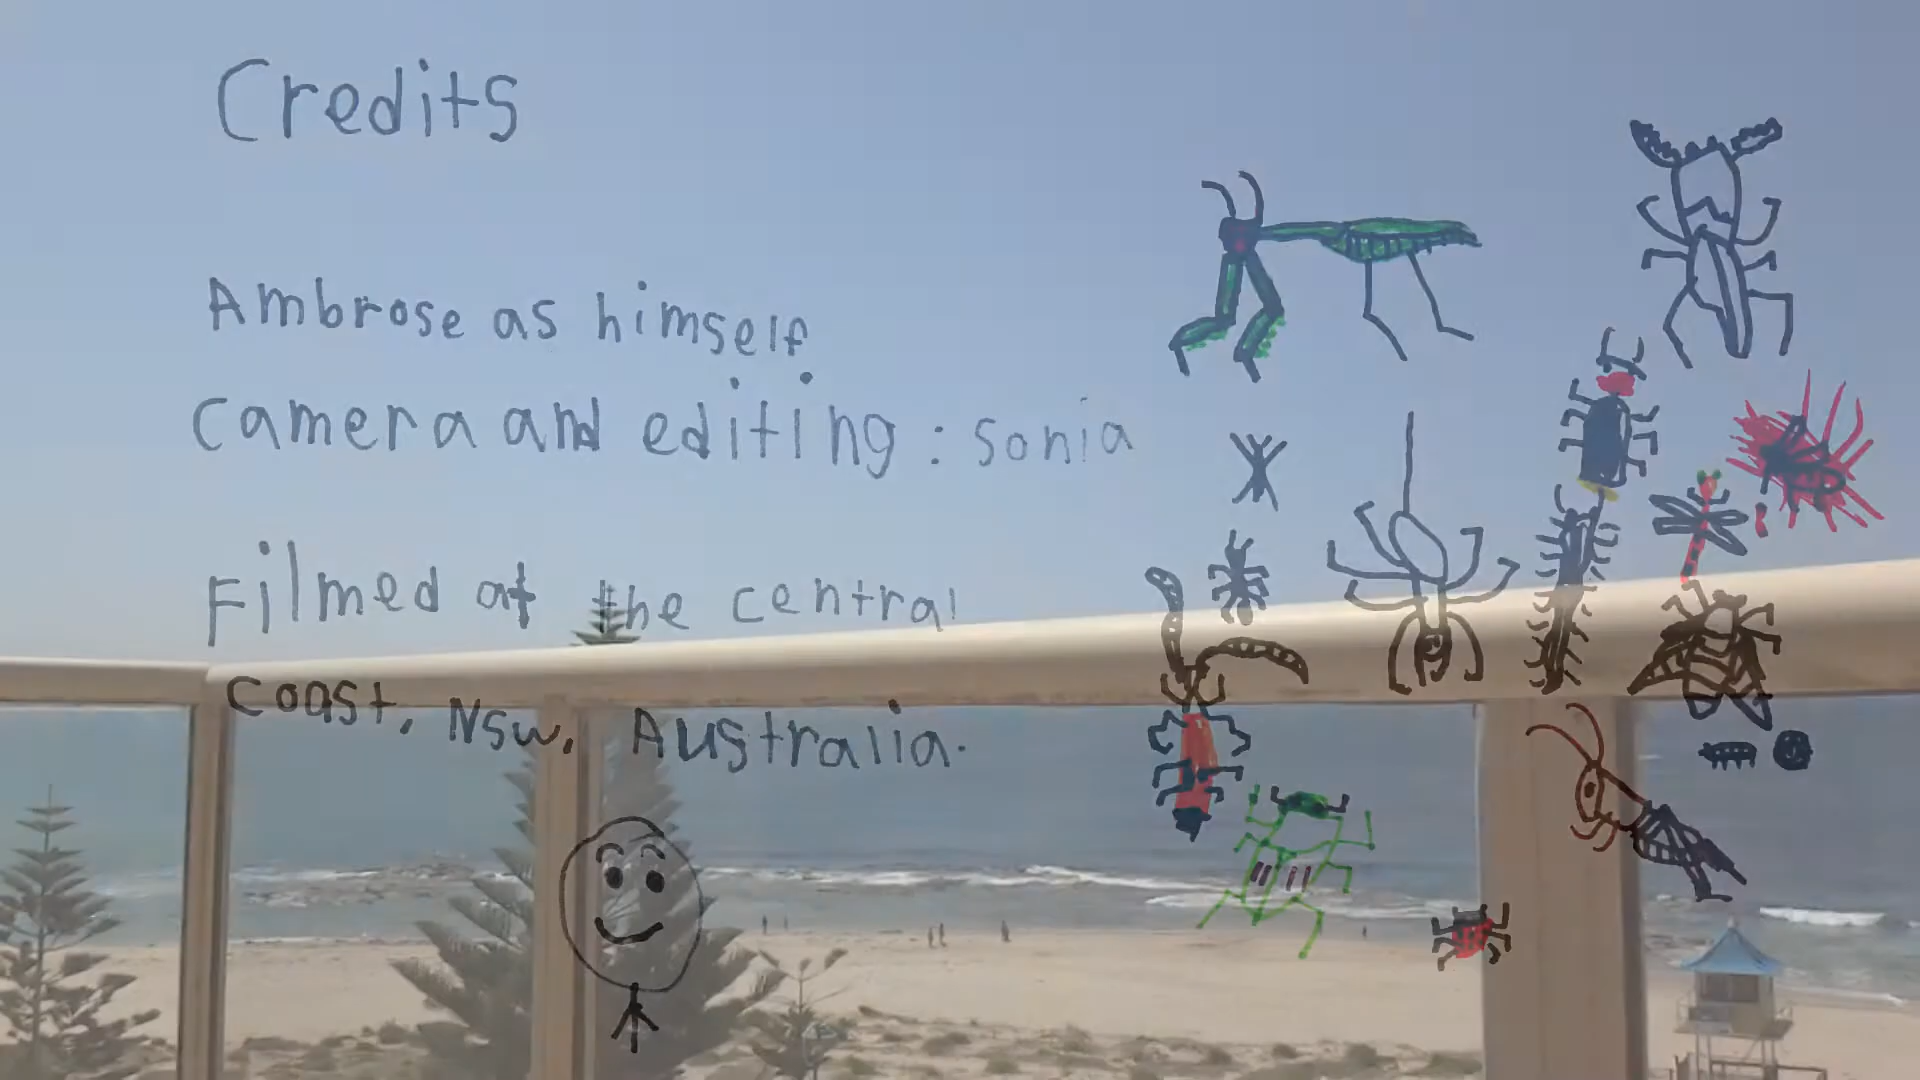 Credits
Ambrose as himself
camera and editing : sonia
Filmed at the central
coast, Nsw, Australia.